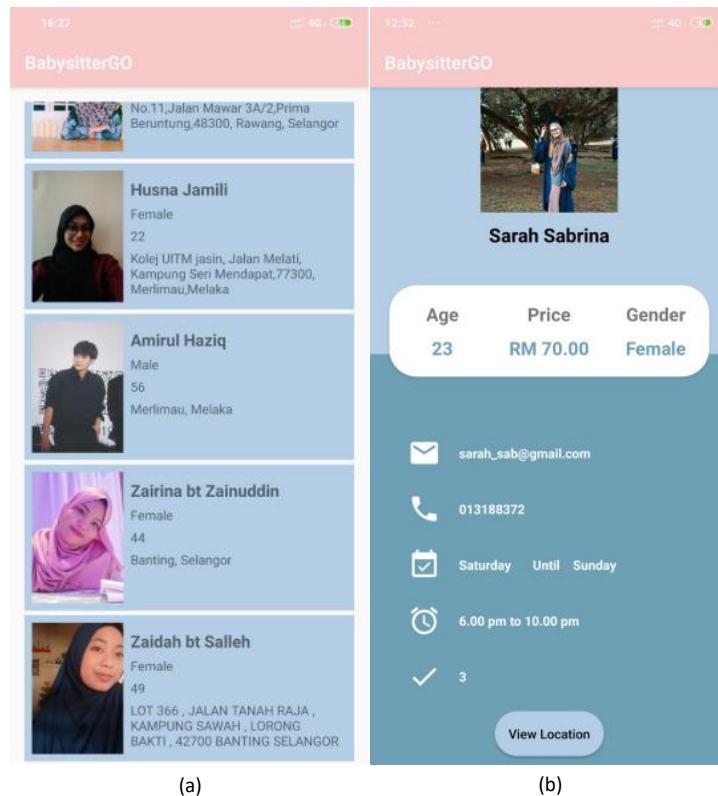 16:27
4G+
BabysitterGO
No.11,Jalan Mawar 3A/2,Prima
Beruntung,48300, Rawang, Selangor
Husna Jamili
Female
22
Kolej UITM jasin, Jalan Melati,
Kampung Seri Mendapat,77300,
Merlimau,Melaka
Amirul Haziq
Male
56
Merlimau, Melaka
Zairina bt Zainuddin
Female
44
Banting, Selangor
Zaidah bt Salleh
Female
49
LOT 366 , JALAN TANAH RAJA ,
KAMPUNG SAWAH , LORONG
BAKTI , 42700 BANTING SELANGOR
(a)
12:52 ...
4G
BabysitterGO
Sarah Sabrina
Age Price Gender
23 RM 70.00 Female
sarah_sab@gmail.com
013188372
Saturday Until Sunday
6.00 pm to 10.00 pm
3
View Location
(b)